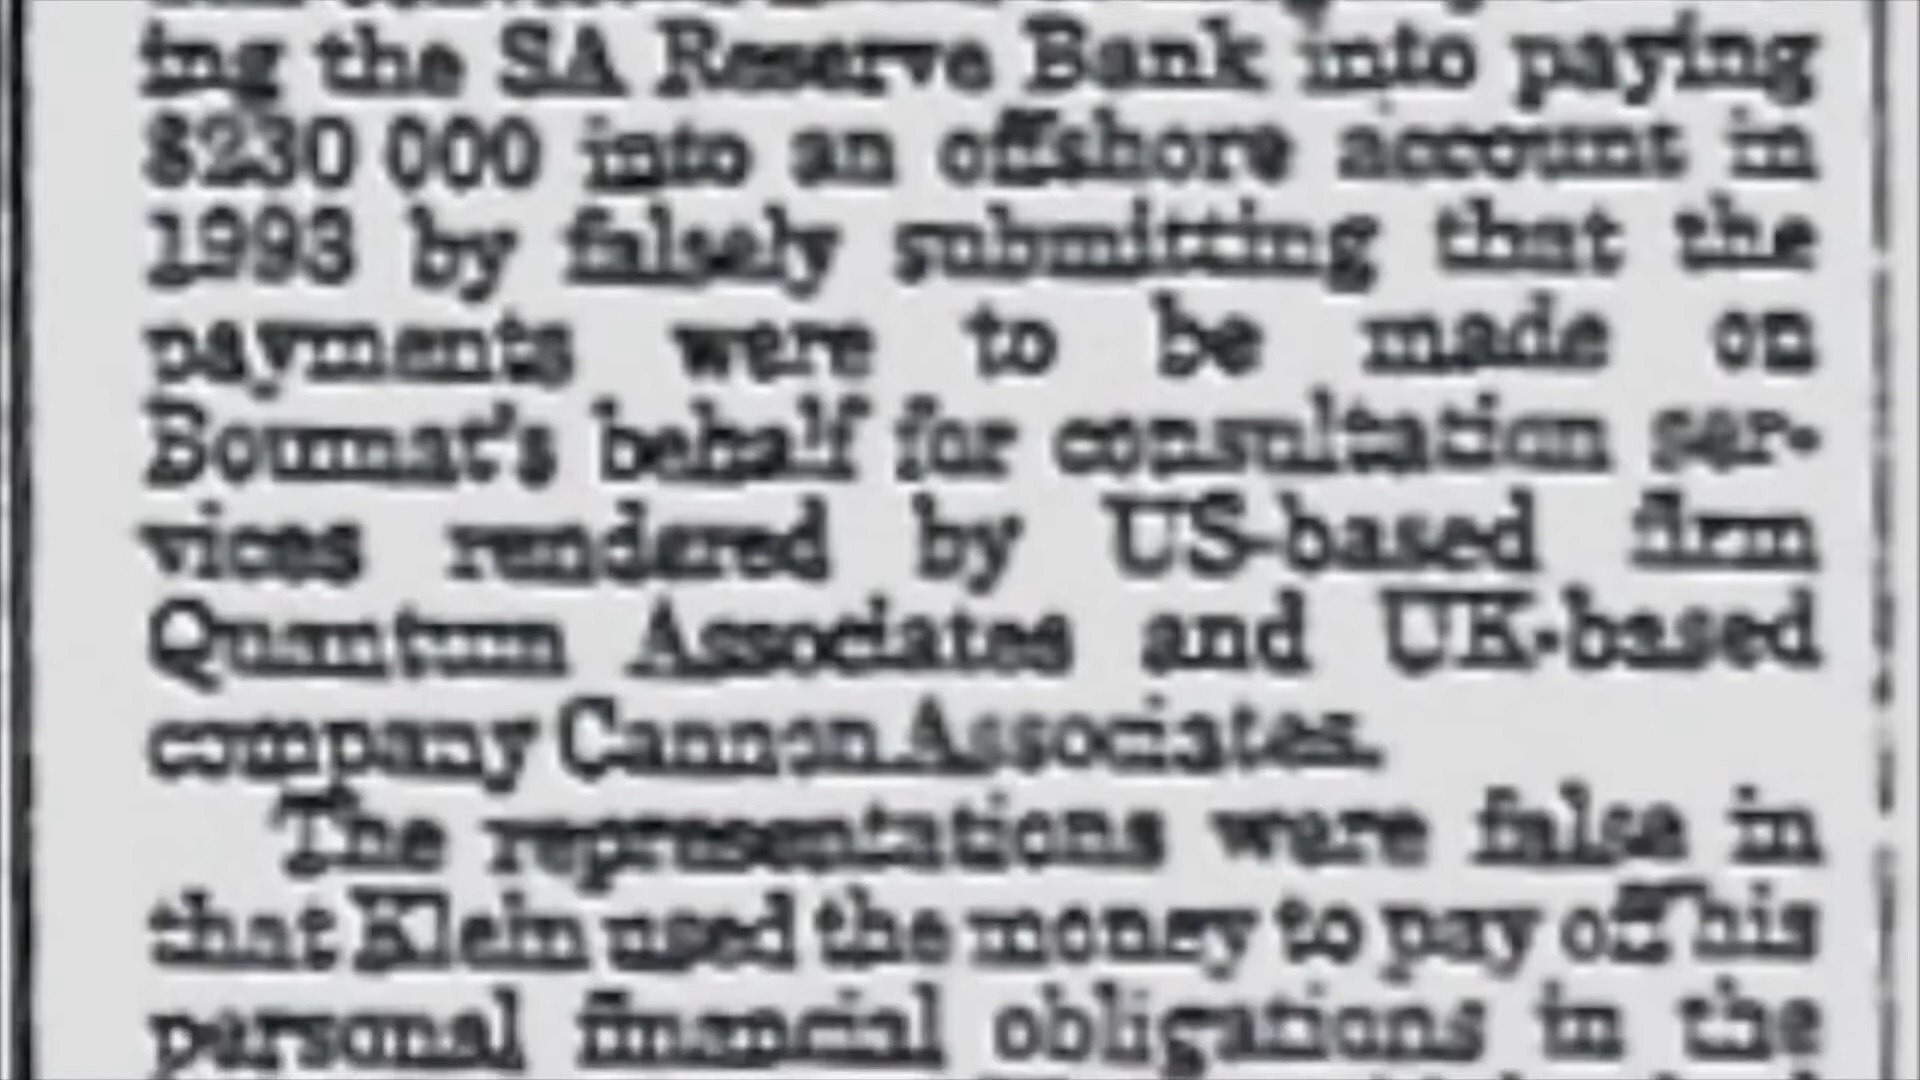 ing the SA Reserve Bank into paying
$230 000 into an offshore account in
1993 by falsely submitting that the
payments were to be made on
Boumat's behalf for consultation ser-
vices rendered by US-based firm
Quantum Associates and UK-based
company Cannon Associates.
The representations were false in
that Klein used the money to pay off his
personal financial obligations in the